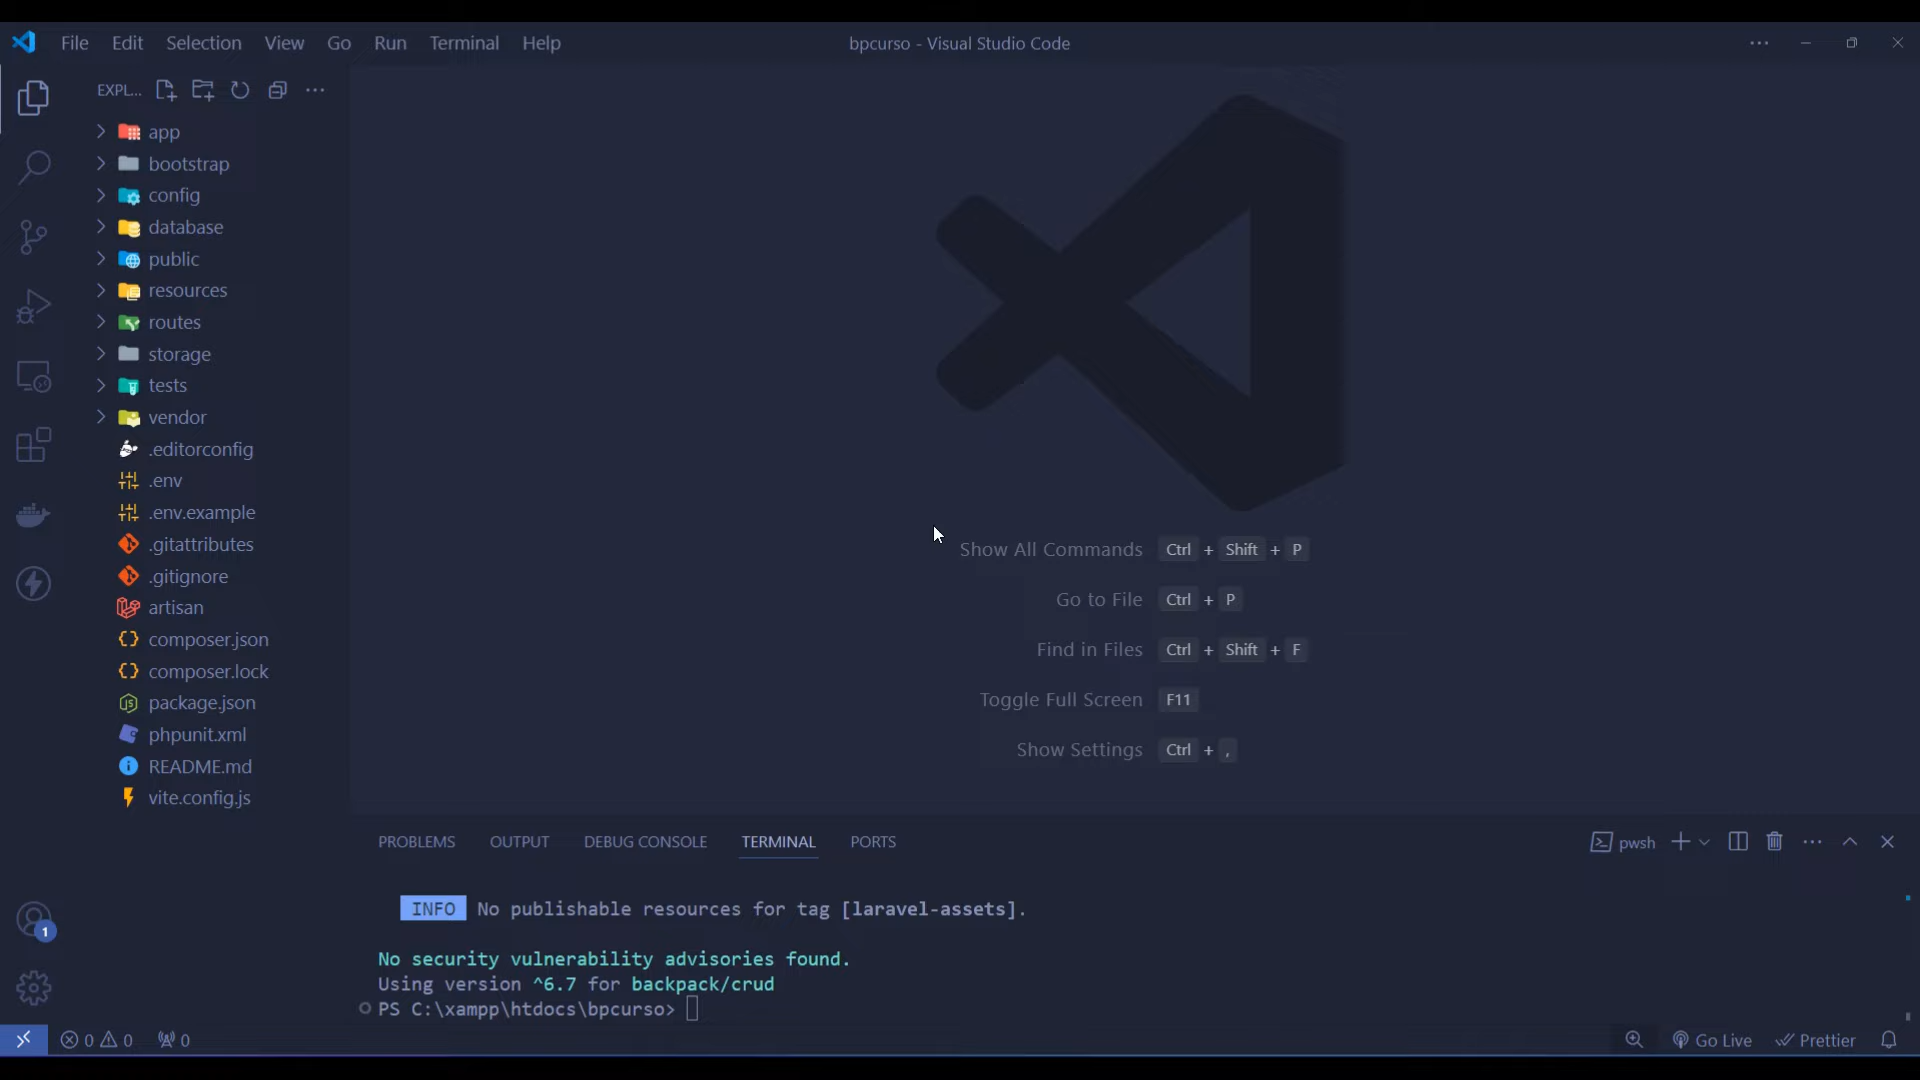 File Edit Selection View Go Run Terminal Help
bpcurso - Visual Studio Code
EXPL...
app
bootstrap
config
database
public
resources
routes
storage
tests
vendor
.editorconfig
.env
.env.example
.gitattributes
.gitignore
artisan
composer.json
composer.lock
package.json
phpunit.xml
README.md
vite.config.js
Show All Commands Ctrl + Shift + P
Go to File Ctrl + P
Find in Files Ctrl + Shift + F
Toggle Full Screen F11
Show Settings Ctrl + ,
PROBLEMS OUTPUT DEBUG CONSOLE TERMINAL PORTS
pwsh
INFO No publishable resources for tag [laravel-assets].
No security vulnerability advisories found.
Using version ^6.7 for backpack/crud
PS C:\xampp\htdocs\bpcurso>
1
0 0 0
Go Live Prettier